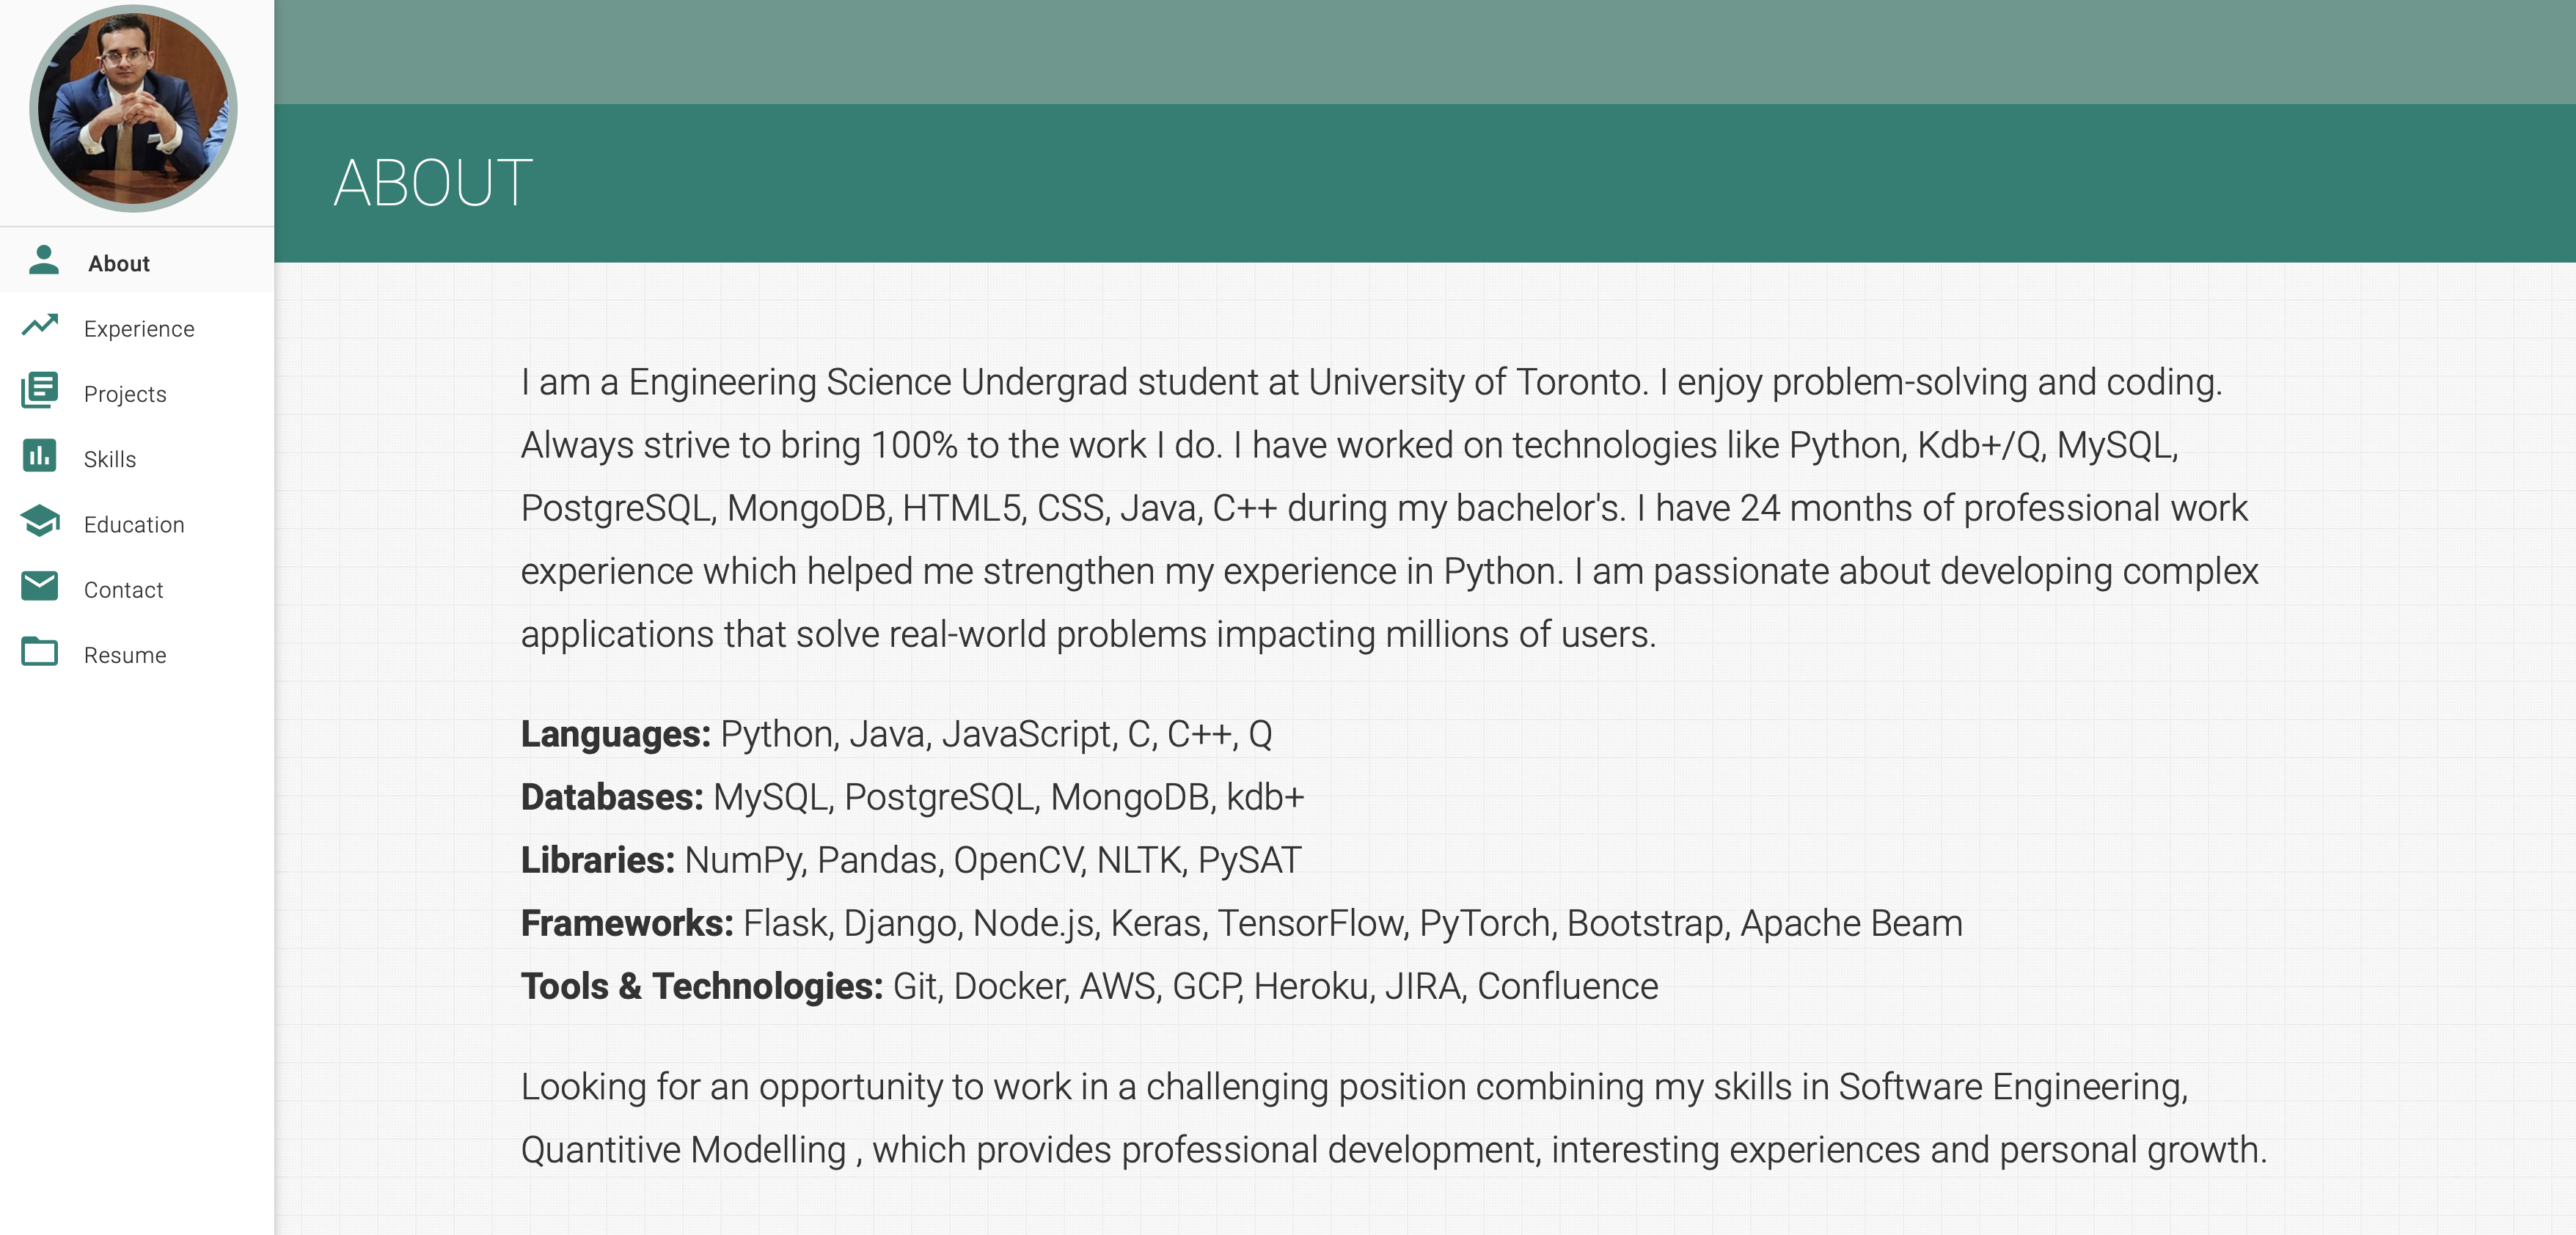 About
Experience
Projects
Skills
Education
Contact
Resume
ABOUT
I am a Engineering Science Undergrad student at University of Toronto. I enjoy problem-solving and coding.
Always strive to bring 100% to the work I do. I have worked on technologies like Python, Kdb+/Q, MySQL,
PostgreSQL, MongoDB, HTML5, CSS, Java, C++ during my bachelor's. I have 24 months of professional work
experience which helped me strengthen my experience in Python. I am passionate about developing complex
applications that solve real-world problems impacting millions of users.
Languages: Python, Java, JavaScript, C, C++, Q
Databases: MySQL, PostgreSQL, MongoDB, kdb+
Libraries: NumPy, Pandas, OpenCV, NLTK, PySAT
Frameworks: Flask, Django, Node.js, Keras, TensorFlow, PyTorch, Bootstrap, Apache Beam
Tools & Technologies: Git, Docker, AWS, GCP, Heroku, JIRA, Confluence
Looking for an opportunity to work in a challenging position combining my skills in Software Engineering,
Quantitive Modelling , which provides professional development, interesting experiences and personal growth.